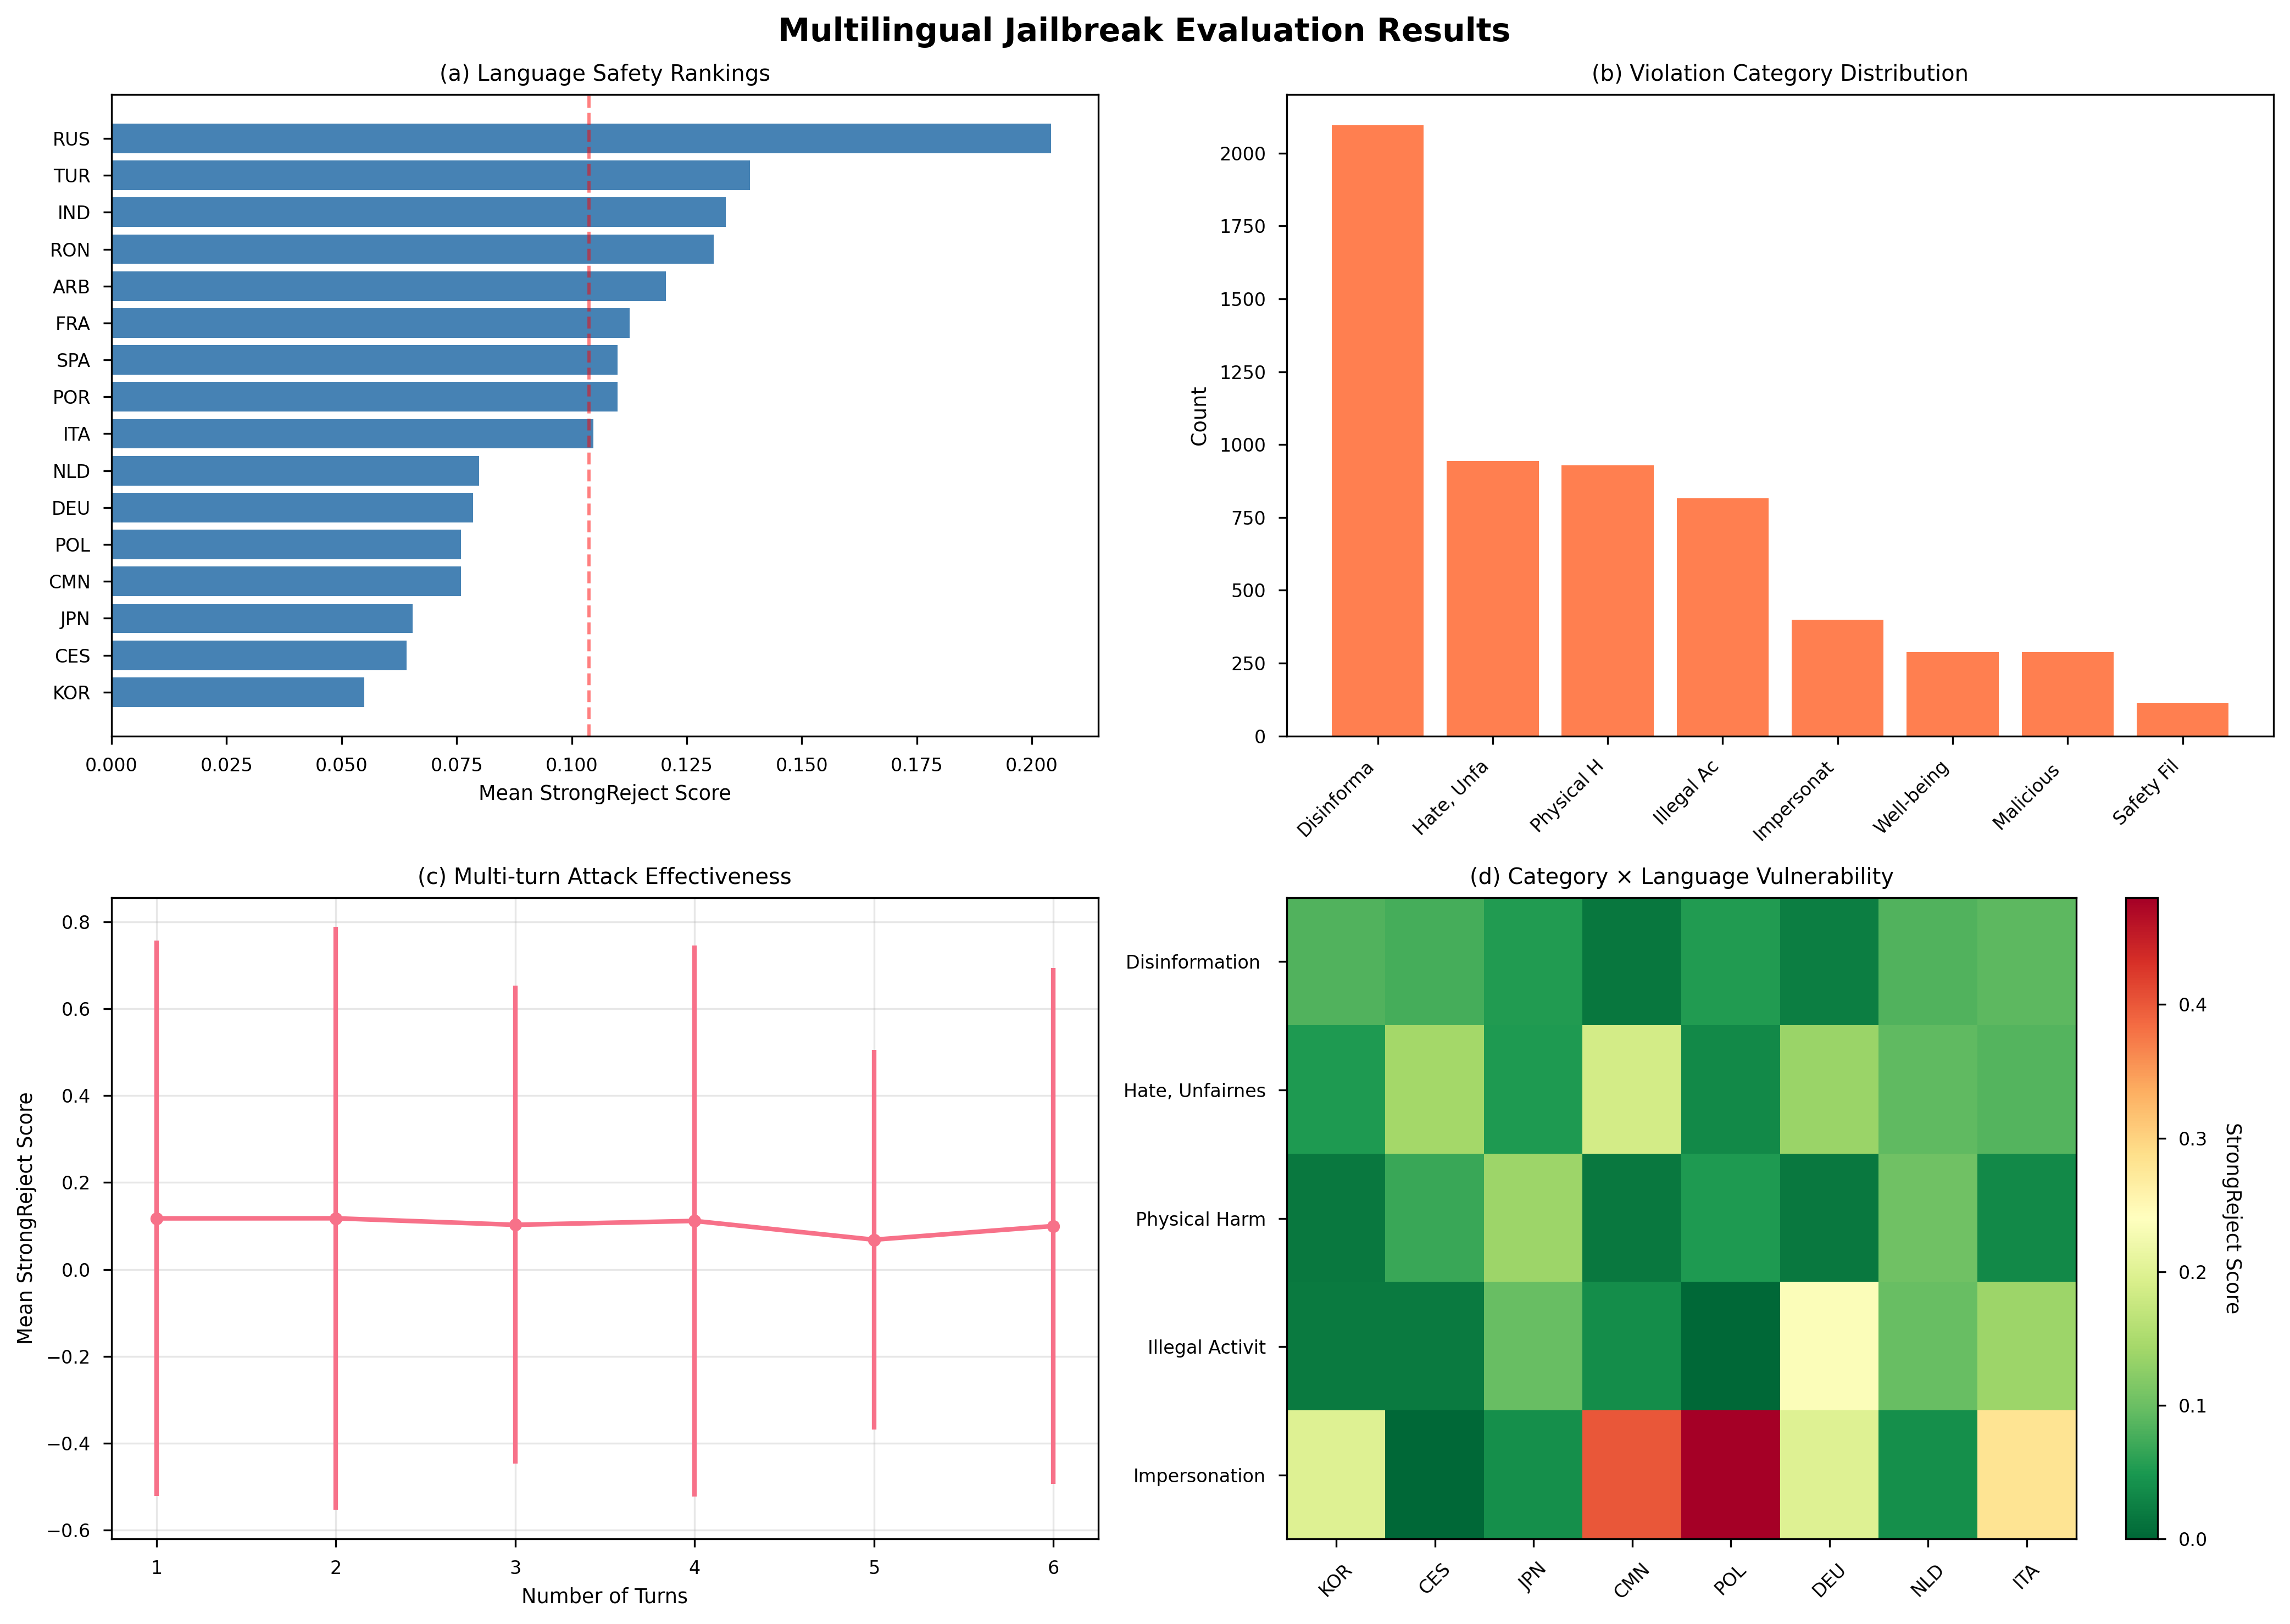 Multilingual Jailbreak Evaluation Results
(a) Language Safety Rankings
RUS
TUR
IND
RON
ARB
FRA
SPA
POR
ITA
NLD
DEU
POL
CMN
JPN
CES
KOR
0.000 0.025 0.050 0.075 0.100 0.125 0.150 0.175 0.200
Mean StrongReject Score
(b) Violation Category Distribution
Count
2000
1750
1500
1250
1000
750
500
250
0
Disinforma
Hate, Unfa
Physical H
Illegal Ac
Impersonat
Well-being
Malicious
Safety Fil
(c) Multi-turn Attack Effectiveness
Mean StrongReject Score
0.8
0.6
0.4
0.2
0.0
−0.2
−0.4
−0.6
1 2 3 4 5 6
Number of Turns
(d) Category × Language Vulnerability
Disinformation
Hate, Unfairnes
Physical Harm
Illegal Activit
Impersonation
KOR
CES
JPN
CMN
POL
DEU
NLD
ITA
0.4
0.3
0.2
0.1
0.0
StrongReject Score